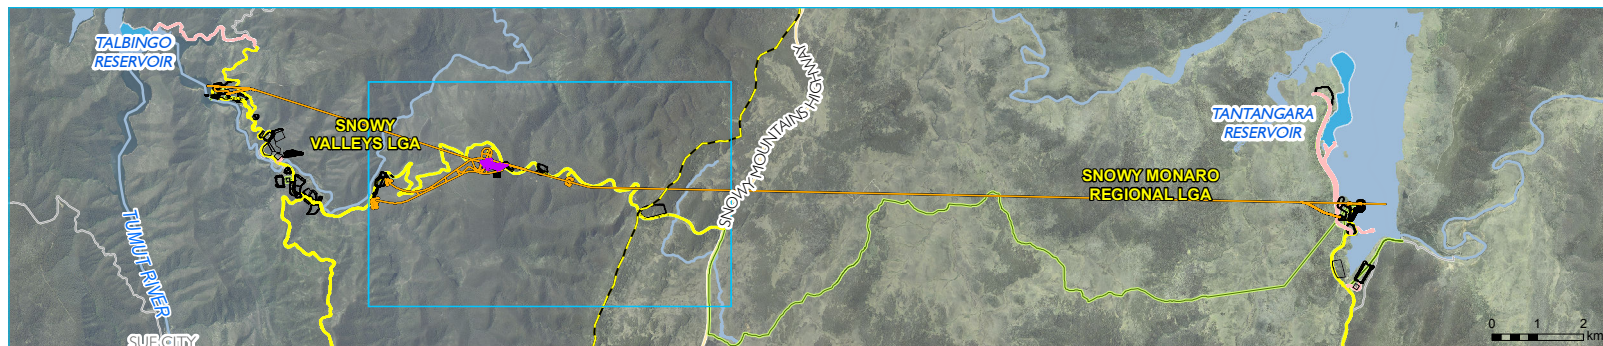 TALBINGO
RESERVOIR
SNOWY
VALLEYS LGA
TUMUT RIVER
SNOWY MOUNTAINS HIGHWAY
TANTANGARA
RESERVOIR
SNOWY MONARO
REGIONAL LGA
0 1 2
km